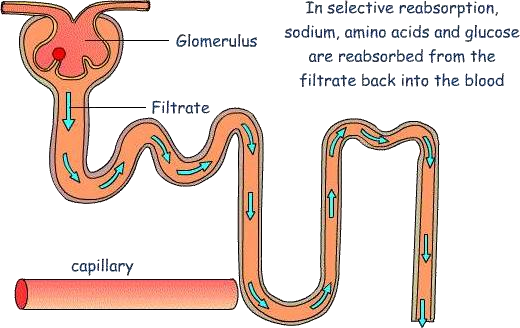 In selective reabsorption,
sodium, amino acids and glucose
are reabsorbed from the
filtrate back into the blood
Glomerulus
Filtrate
capillary